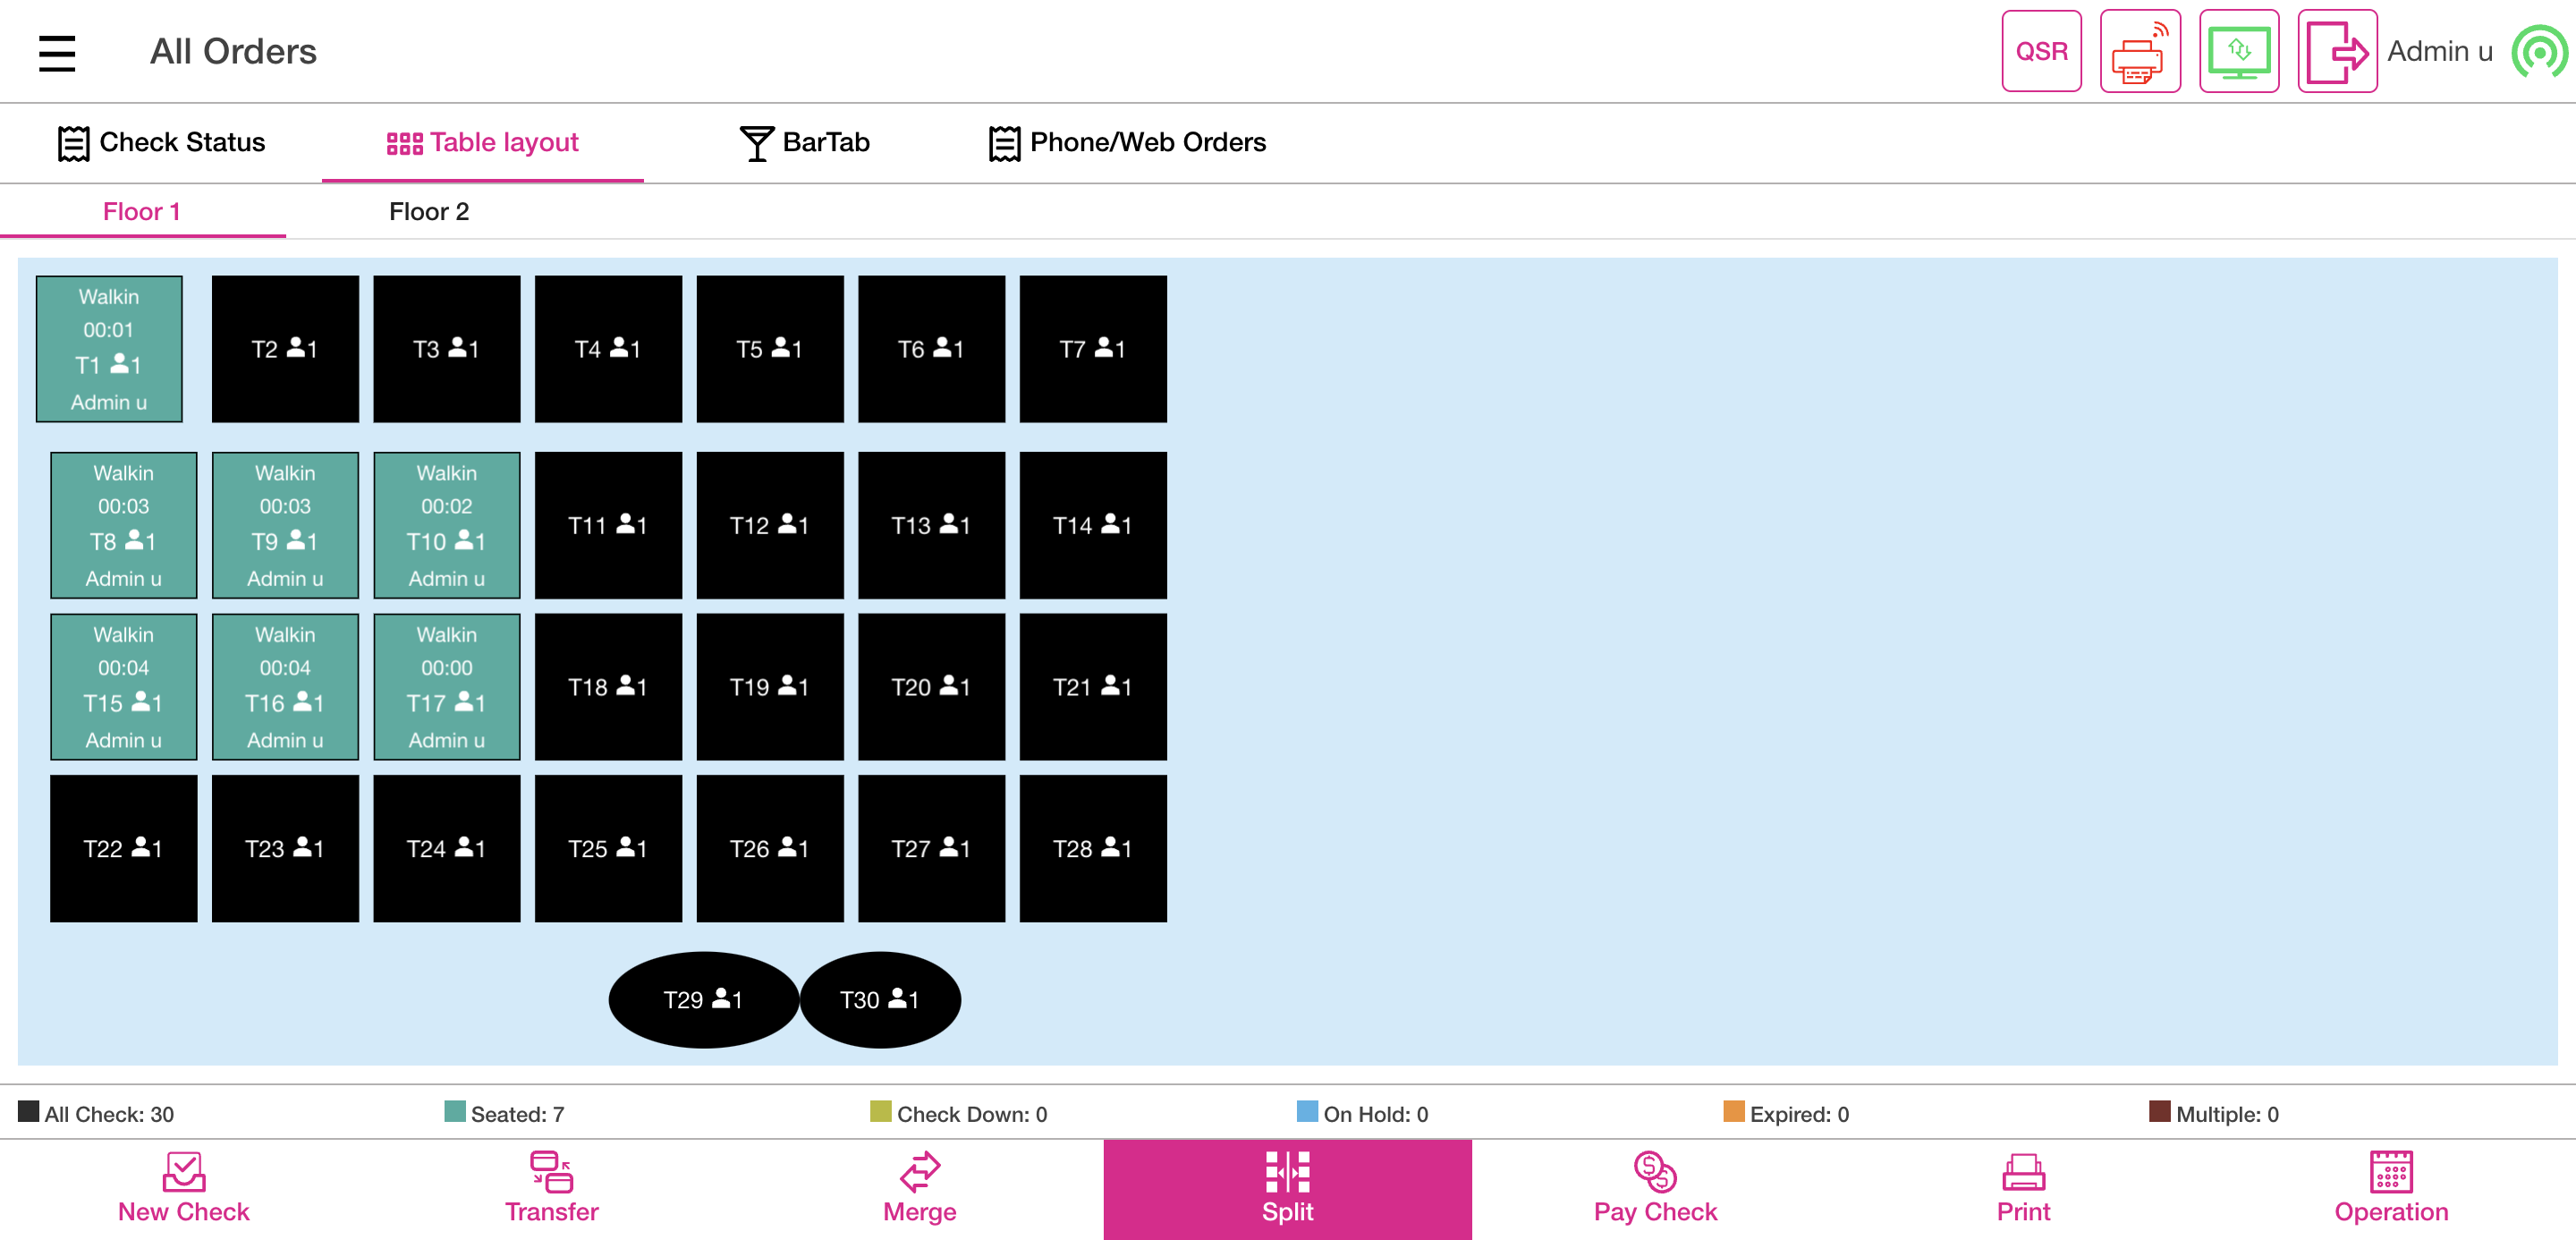 All Orders
QSR
Admin u
Check Status
Table layout
BarTab
Phone/Web Orders
Floor 1
Floor 2
Walkin
00:01
T1 1
Admin u
T2 1
T3 1
T4 1
T5 1
T6 1
T7 1
Walkin
00:03
T8 1
Admin u
Walkin
00:03
T9 1
Admin u
Walkin
00:02
T10 1
Admin u
T11 1
T12 1
T13 1
T14 1
Walkin
00:04
T15 1
Admin u
Walkin
00:04
T16 1
Admin u
Walkin
00:00
T17 1
Admin u
T18 1
T19 1
T20 1
T21 1
T22 1
T23 1
T24 1
T25 1
T26 1
T27 1
T28 1
T29 1
T30 1
All Check: 30
Seated: 7
Check Down: 0
On Hold: 0
Expired: 0
Multiple: 0
New Check
Transfer
Merge
Split
Pay Check
Print
Operation